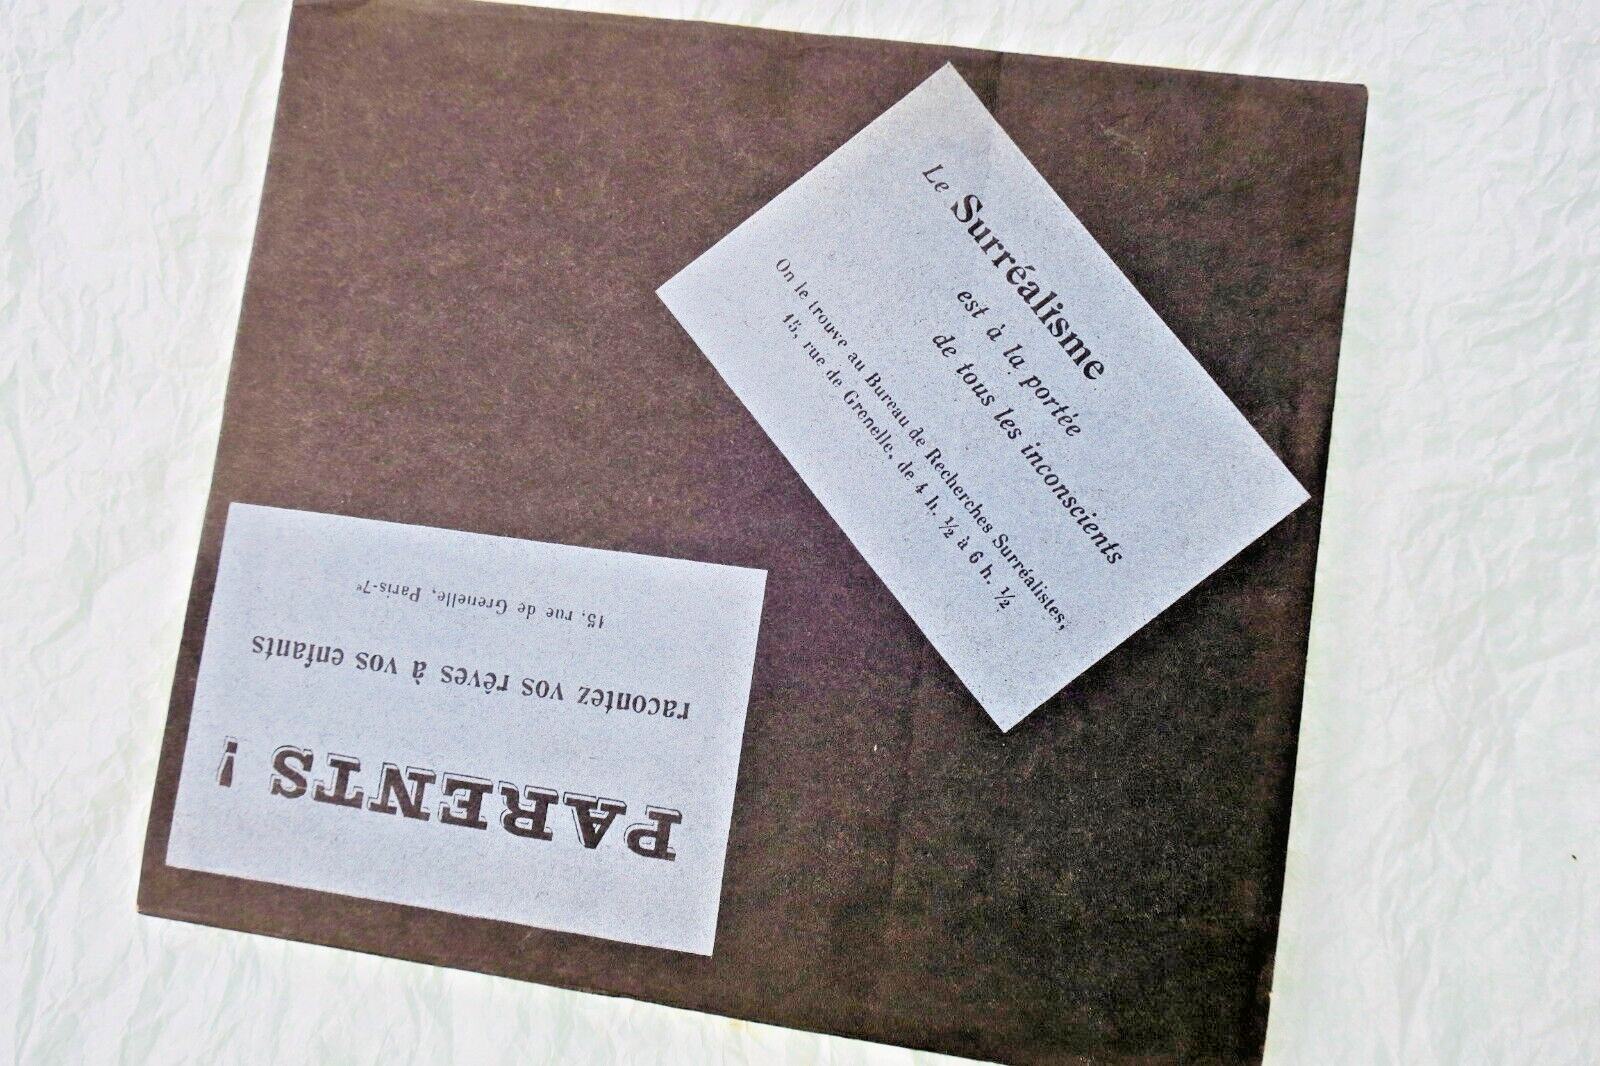 Le Surréalisme
est à la portée
de tous les inconscients
On le trouve au Bureau de Recherches Surréalistes,
15, rue de Grenelle, de 4 h. ½ à 6 h. ½
PARENTS !
racontez vos rêves à vos enfants
15, rue de Grenelle, Paris-7e